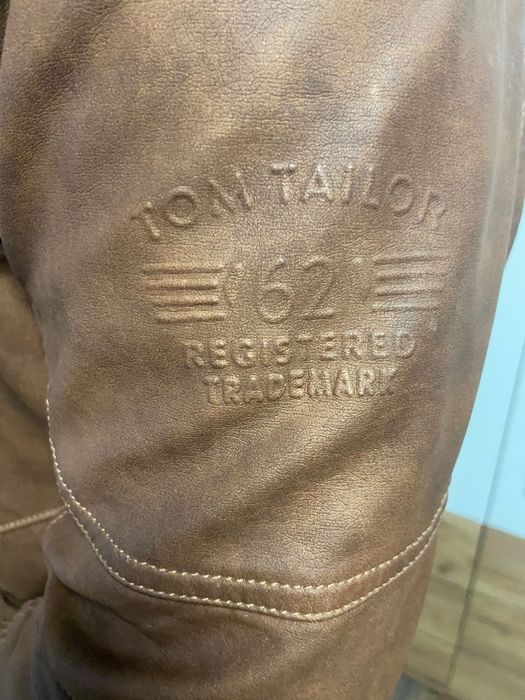 TOM TAILOR
'62'
REGISTERED
TRADEMARK